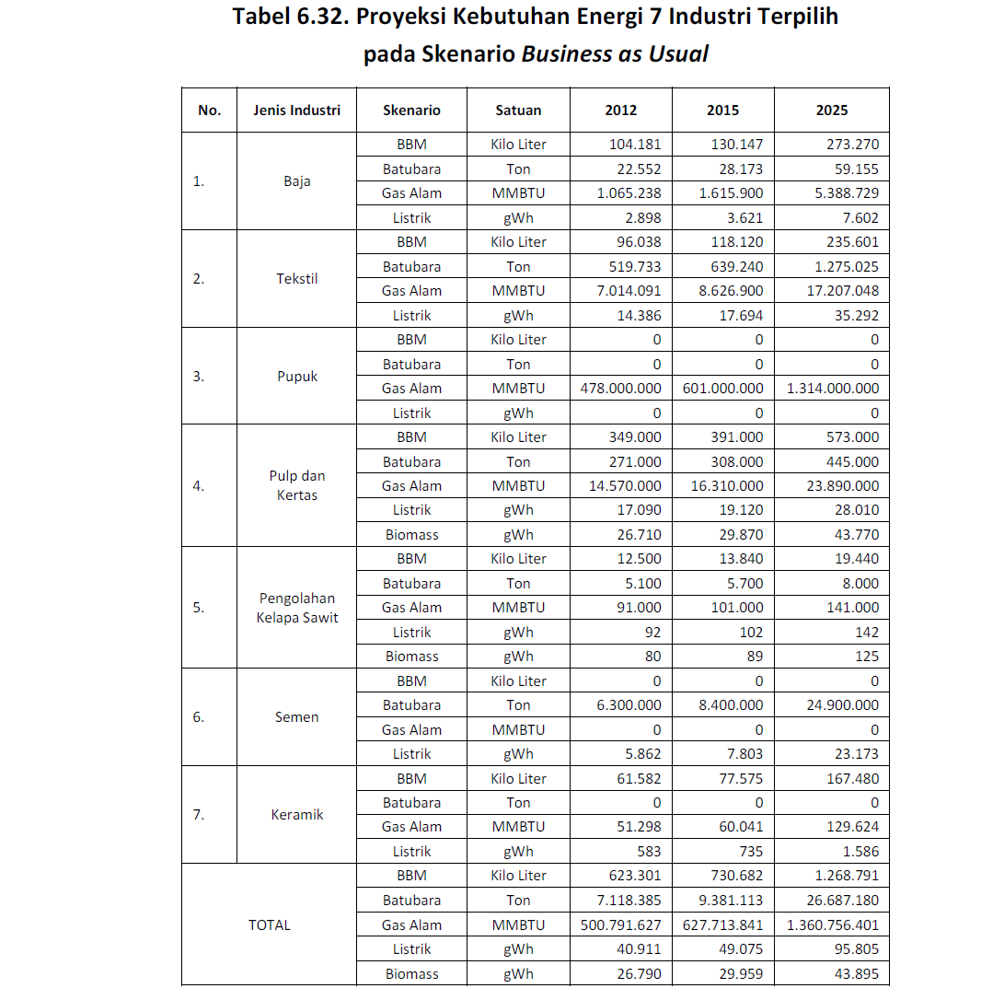 Tabel 6.32. Proyeksi Kebutuhan Energi 7 Industri Terpilih
pada Skenario Business as Usual
No. Jenis Industri Skenario Satuan 2012 2015 2025
1. Baja BBM Kilo Liter 104.181 130.147 273.270
Batubara Ton 22.552 28.173 59.155
Gas Alam MMBTU 1.065.238 1.615.900 5.388.729
Listrik gWh 2.898 3.621 7.602
2. Tekstil BBM Kilo Liter 96.038 118.120 235.601
Batubara Ton 519.733 639.240 1.275.025
Gas Alam MMBTU 7.014.091 8.626.900 17.207.048
Listrik gWh 14.386 17.694 35.292
3. Pupuk BBM Kilo Liter 0 0 0
Batubara Ton 0 0 0
Gas Alam MMBTU 478.000.000 601.000.000 1.314.000.000
Listrik gWh 0 0 0
4. Pulp dan Kertas BBM Kilo Liter 349.000 391.000 573.000
Batubara Ton 271.000 308.000 445.000
Gas Alam MMBTU 14.570.000 16.310.000 23.890.000
Listrik gWh 17.090 19.120 28.010
Biomass gWh 26.710 29.870 43.770
5. Pengolahan Kelapa Sawit BBM Kilo Liter 12.500 13.840 19.440
Batubara Ton 5.100 5.700 8.000
Gas Alam MMBTU 91.000 101.000 141.000
Listrik gWh 92 102 142
Biomass gWh 80 89 125
6. Semen BBM Kilo Liter 0 0 0
Batubara Ton 6.300.000 8.400.000 24.900.000
Gas Alam MMBTU 0 0 0
Listrik gWh 5.862 7.803 23.173
7. Keramik BBM Kilo Liter 61.582 77.575 167.480
Batubara Ton 0 0 0
Gas Alam MMBTU 51.298 60.041 129.624
Listrik gWh 583 735 1.586
TOTAL BBM Kilo Liter 623.301 730.682 1.268.791
Batubara Ton 7.118.385 9.381.113 26.687.180
Gas Alam MMBTU 500.791.627 627.713.841 1.360.756.401
Listrik gWh 40.911 49.075 95.805
Biomass gWh 26.790 29.959 43.895